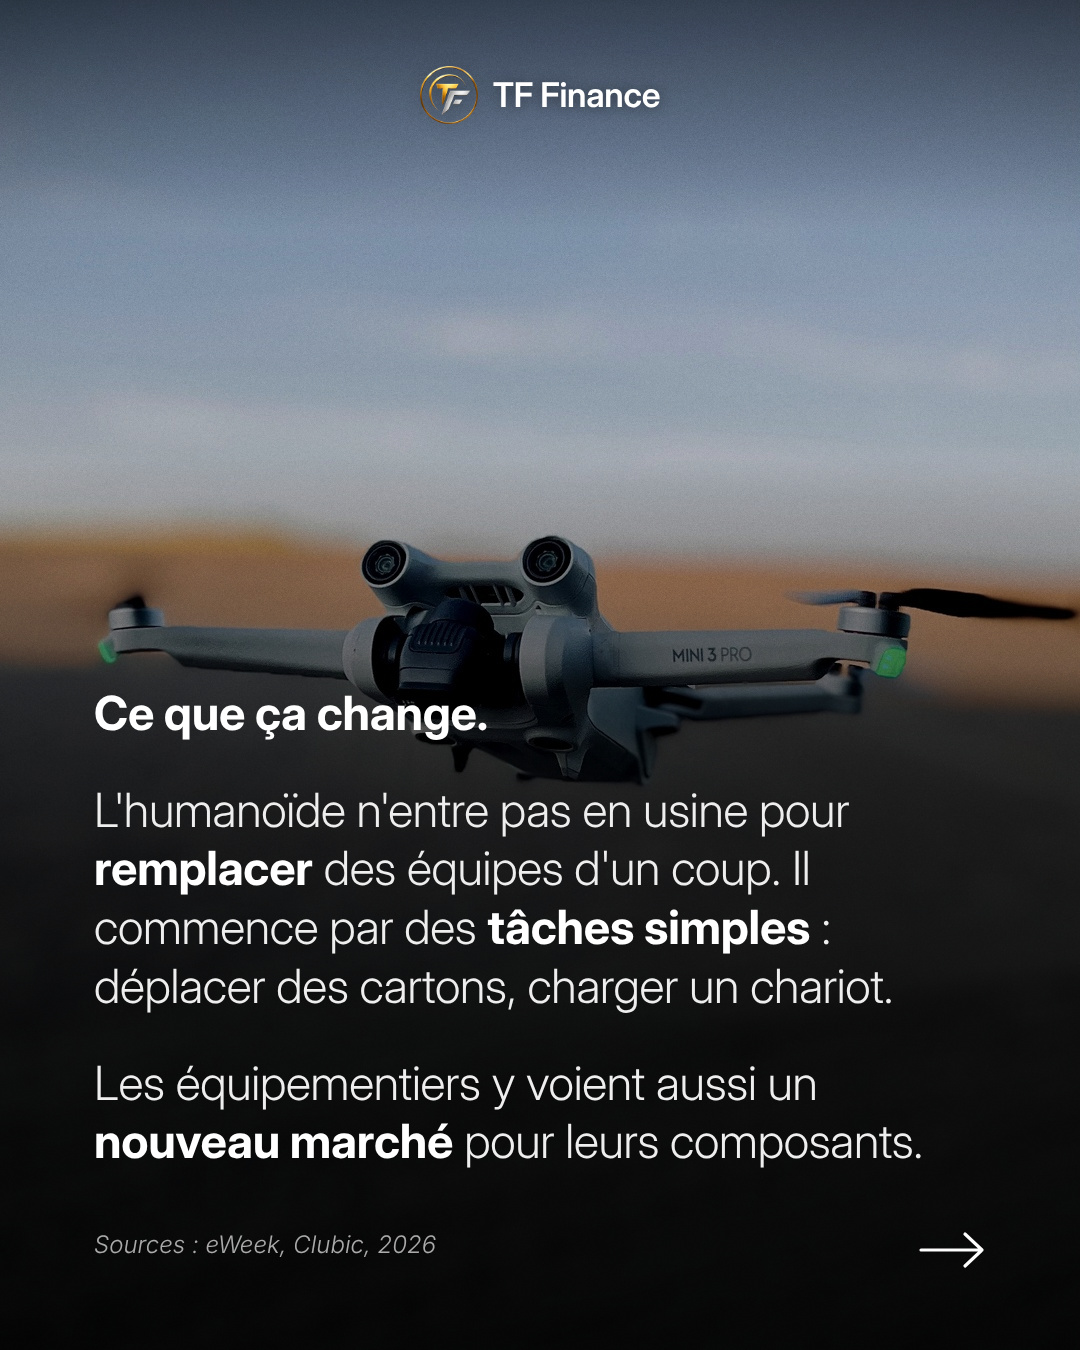 TF Finance
MINI 3 PRO
Ce que ça change.
L'humanoïde n'entre pas en usine pour
remplacer des équipes d'un coup. Il
commence par des tâches simples :
déplacer des cartons, charger un chariot.
Les équipementiers y voient aussi un
nouveau marché pour leurs composants.
Sources : eWeek, Clubic, 2026